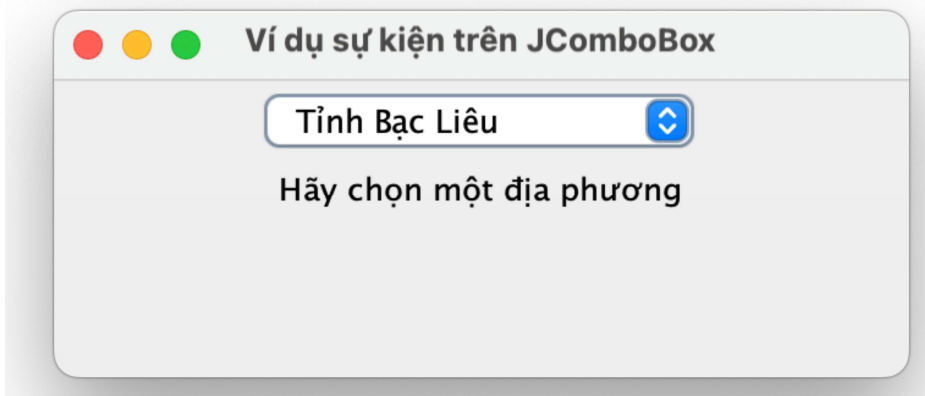 Ví dụ sự kiện trên JComboBox
Tỉnh Bạc Liêu
Hãy chọn một địa phương